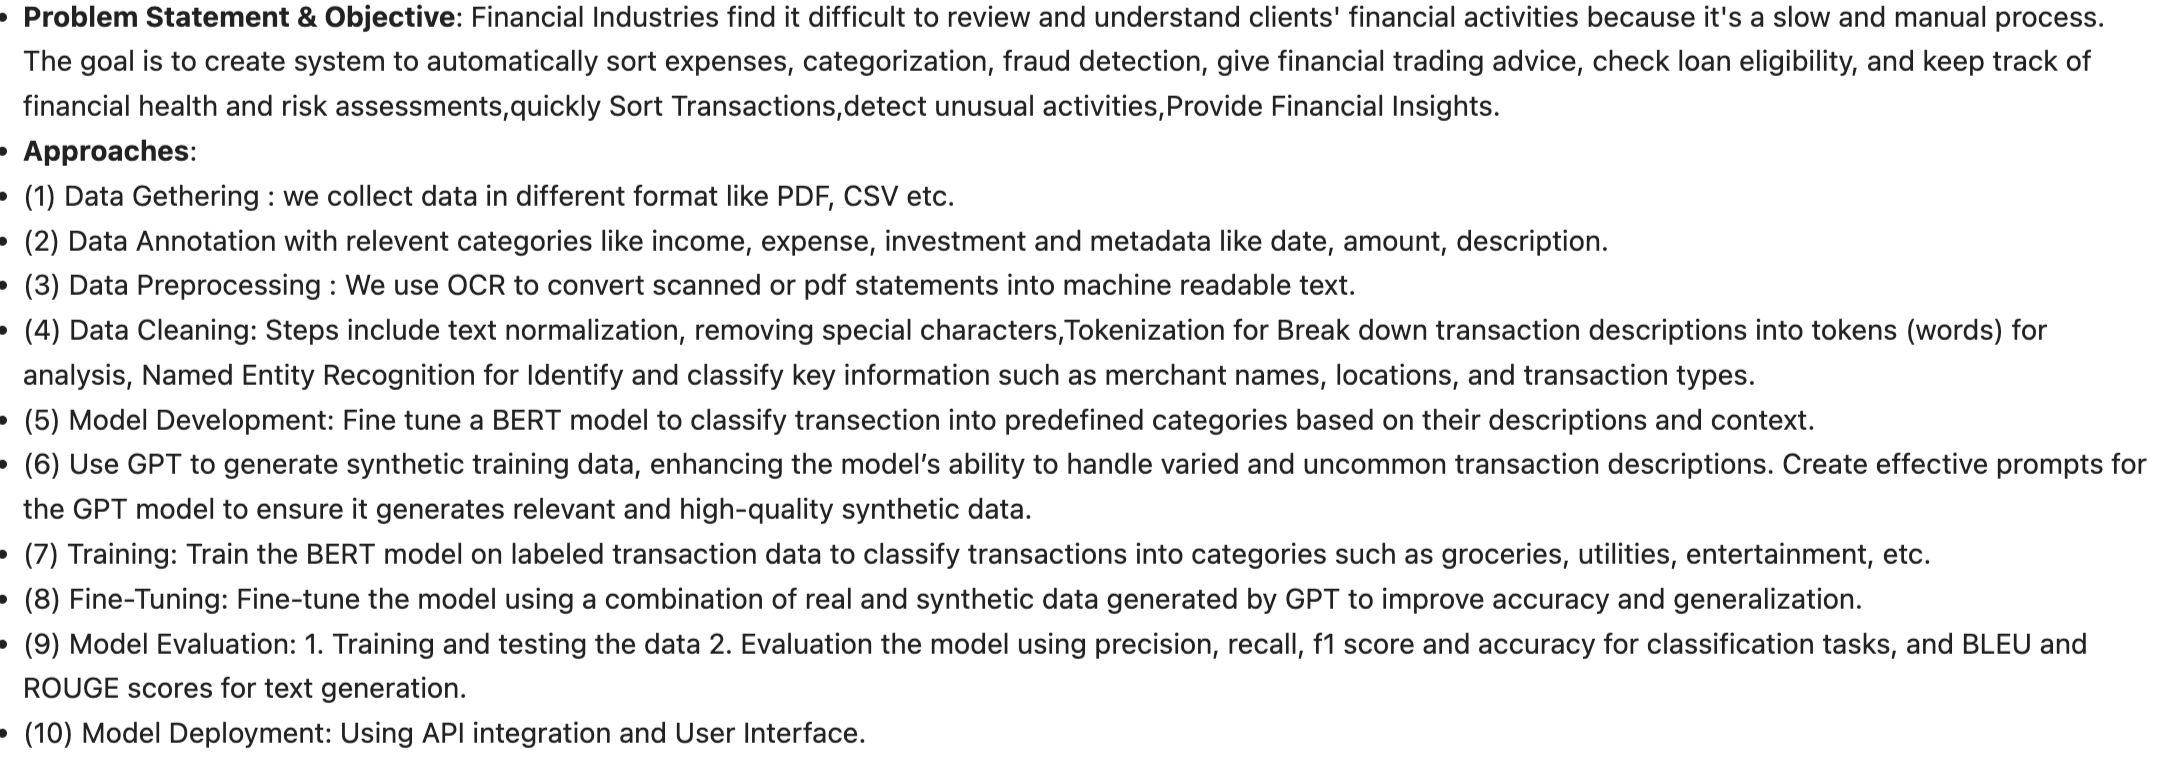 • Problem Statement & Objective: Financial Industries find it difficult to review and understand clients' financial activities because it's a slow and manual process.
The goal is to create system to automatically sort expenses, categorization, fraud detection, give financial trading advice, check loan eligibility, and keep track of
financial health and risk assessments,quickly Sort Transactions,detect unusual activities,Provide Financial Insights.
• Approaches:
• (1) Data Gethering : we collect data in different format like PDF, CSV etc.
• (2) Data Annotation with relevent categories like income, expense, investment and metadata like date, amount, description.
• (3) Data Preprocessing : We use OCR to convert scanned or pdf statements into machine readable text.
• (4) Data Cleaning: Steps include text normalization, removing special characters,Tokenization for Break down transaction descriptions into tokens (words) for
analysis, Named Entity Recognition for Identify and classify key information such as merchant names, locations, and transaction types.
• (5) Model Development: Fine tune a BERT model to classify transection into predefined categories based on their descriptions and context.
• (6) Use GPT to generate synthetic training data, enhancing the model’s ability to handle varied and uncommon transaction descriptions. Create effective prompts for
the GPT model to ensure it generates relevant and high-quality synthetic data.
• (7) Training: Train the BERT model on labeled transaction data to classify transactions into categories such as groceries, utilities, entertainment, etc.
• (8) Fine-Tuning: Fine-tune the model using a combination of real and synthetic data generated by GPT to improve accuracy and generalization.
• (9) Model Evaluation: 1. Training and testing the data 2. Evaluation the model using precision, recall, f1 score and accuracy for classification tasks, and BLEU and
ROUGE scores for text generation.
• (10) Model Deployment: Using API integration and User Interface.